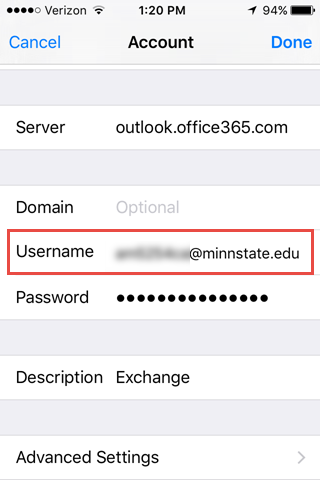 Verizon 1:20 PM 94%
Cancel Account Done
Server outlook.office365.com
Domain Optional
Username @minnstate.edu
Password ●●●●●●●●●●●●●●●
Description Exchange
Advanced Settings